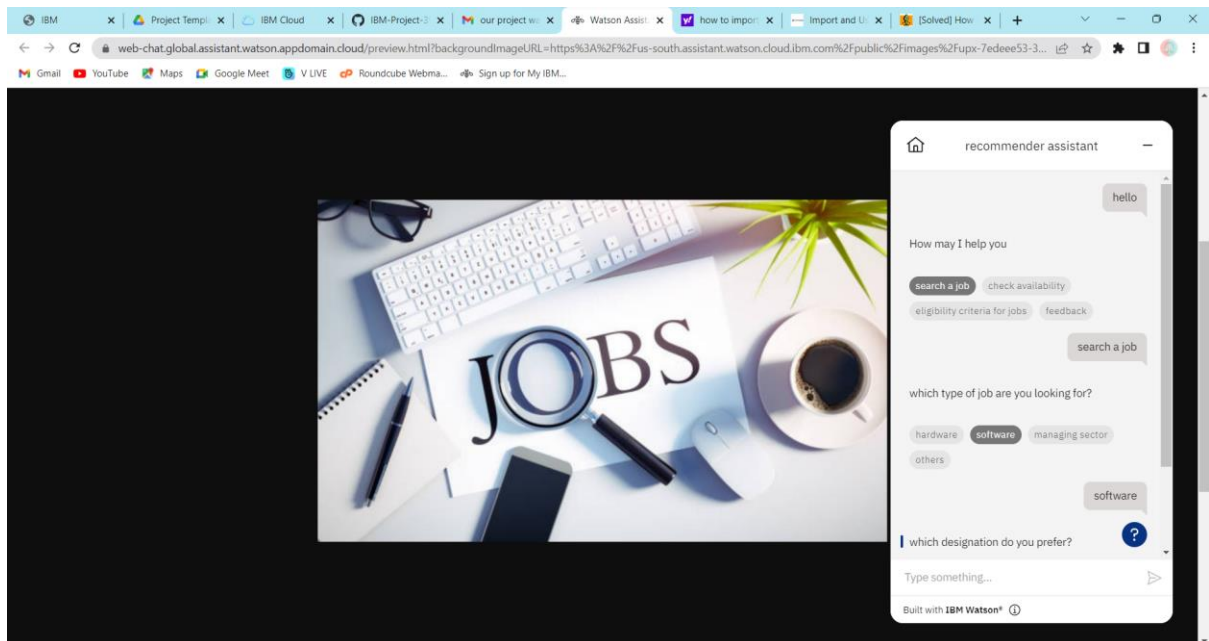 IBM
Project Templ
IBM Cloud
IBM-Project-3
our project wo
Watson Assist
how to import
Import and U
[Solved] How
web-chat.global.assistant.watson.appdomain.cloud/preview.html?backgroundImageURL=https%3A%2F%2Fus-south.assistant.watson.cloud.ibm.com%2Fpublic%2Fimages%2Fupx-7edeee53-3...
Gmail
YouTube
Maps
Google Meet
V LIVE
Roundcube Webma...
Sign up for My IBM...
JOBS
recommender assistant
hello
How may I help you
search a job check availability
eligibility criteria for jobs feedback
search a job
which type of job are you looking for?
hardware software managing sector
others
software
which designation do you prefer?
?
Type something...
Built with IBM Watson®